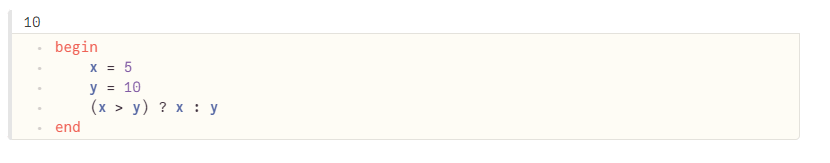 10
begin
x = 5
y = 10
(x > y) ? x : y
end